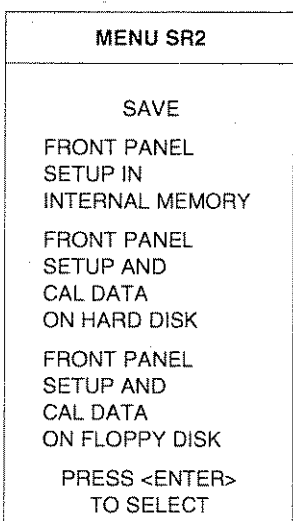 MENU SR2
SAVE
FRONT PANEL
SETUP IN
INTERNAL MEMORY
FRONT PANEL
SETUP AND
CAL DATA
ON HARD DISK
FRONT PANEL
SETUP AND
CAL DATA
ON FLOPPY DISK
PRESS <ENTER>
TO SELECT